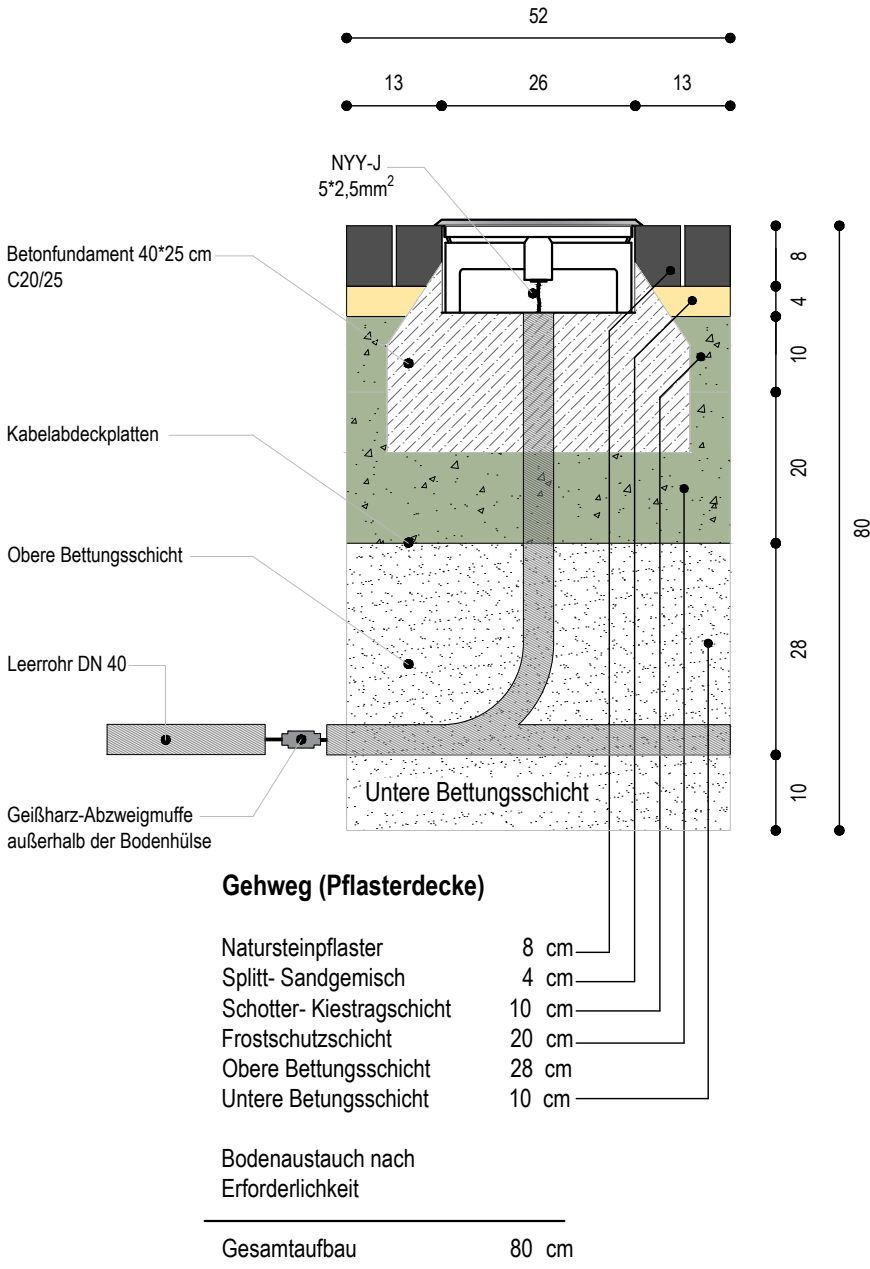 52
13 26 13
NYY-J
5*2,5mm²
Betonfundament 40*25 cm
C20/25
8
4
10
Kabelabdeckplatten
20
80
Obere Bettungsschicht
28
Leerrohr DN 40
Untere Bettungsschicht
10
Geißharz-Abzweigmuffe
außerhalb der Bodenhülse
Gehweg (Pflasterdecke)
Natursteinpflaster 8 cm
Splitt- Sandgemisch 4 cm
Schotter- Kiestragschicht 10 cm
Frostschutzschicht 20 cm
Obere Bettungsschicht 28 cm
Untere Betungsschicht 10 cm
Bodenaustauch nach
Erforderlichkeit
Gesamtaufbau 80 cm